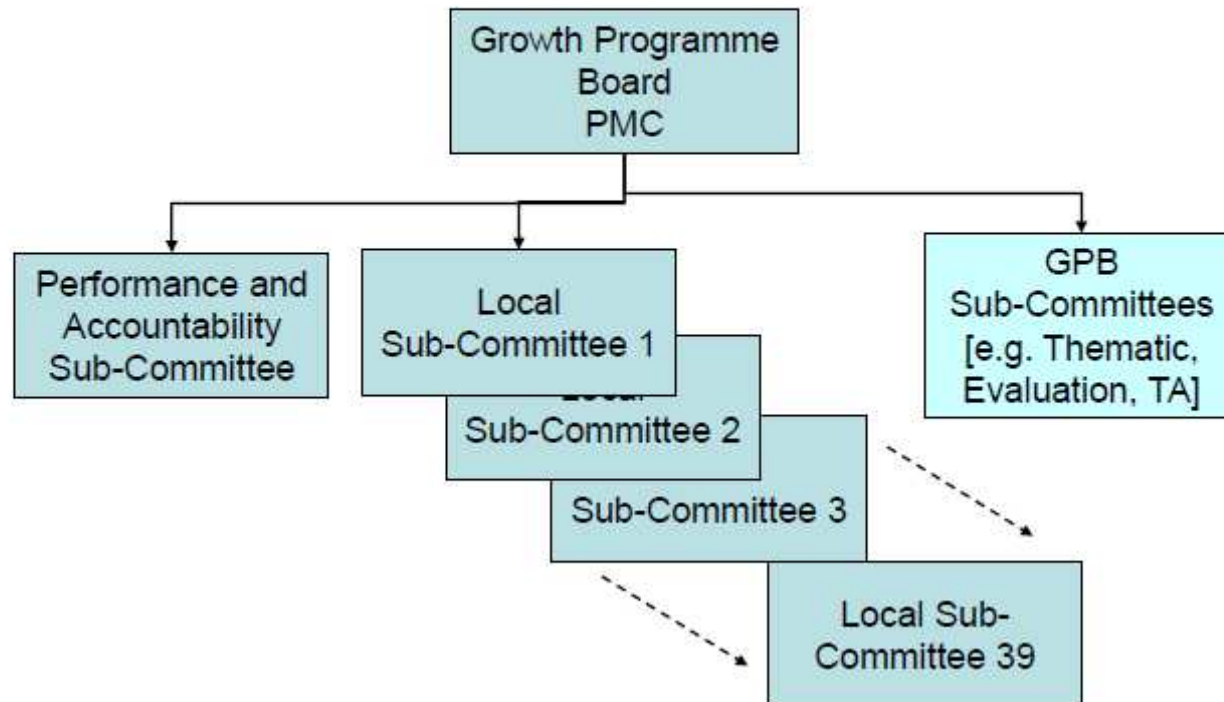 Growth Programme
Board
PMC
Performance and
Accountability
Sub-Committee
Local
Sub-Committee 1
Local
Sub-Committee 2
Sub-Committee 3
Local Sub-
Committee 39
GPB
Sub-Committees
[e.g. Thematic,
Evaluation, TA]